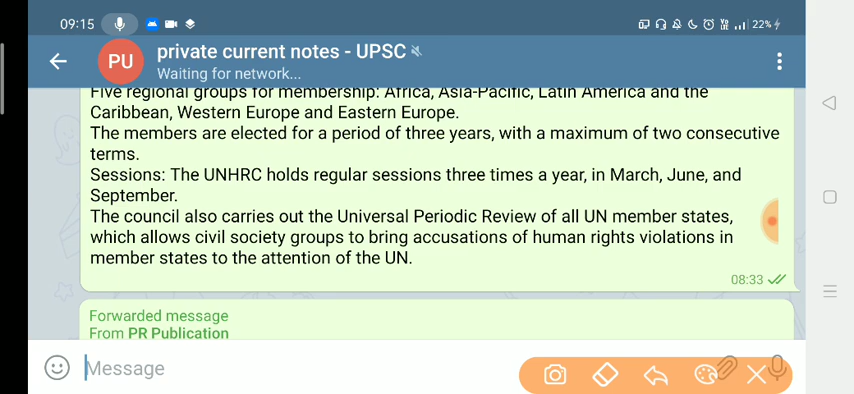 09:15
22%
PU
private current notes - UPSC
Waiting for network...
Five regional groups for membership: Africa, Asia-Pacific, Latin America and the
Caribbean, Western Europe and Eastern Europe.
The members are elected for a period of three years, with a maximum of two consecutive
terms.
Sessions: The UNHRC holds regular sessions three times a year, in March, June, and
September.
The council also carries out the Universal Periodic Review of all UN member states,
which allows civil society groups to bring accusations of human rights violations in
member states to the attention of the UN.
08:33
Forwarded message
From PR Publication
Message